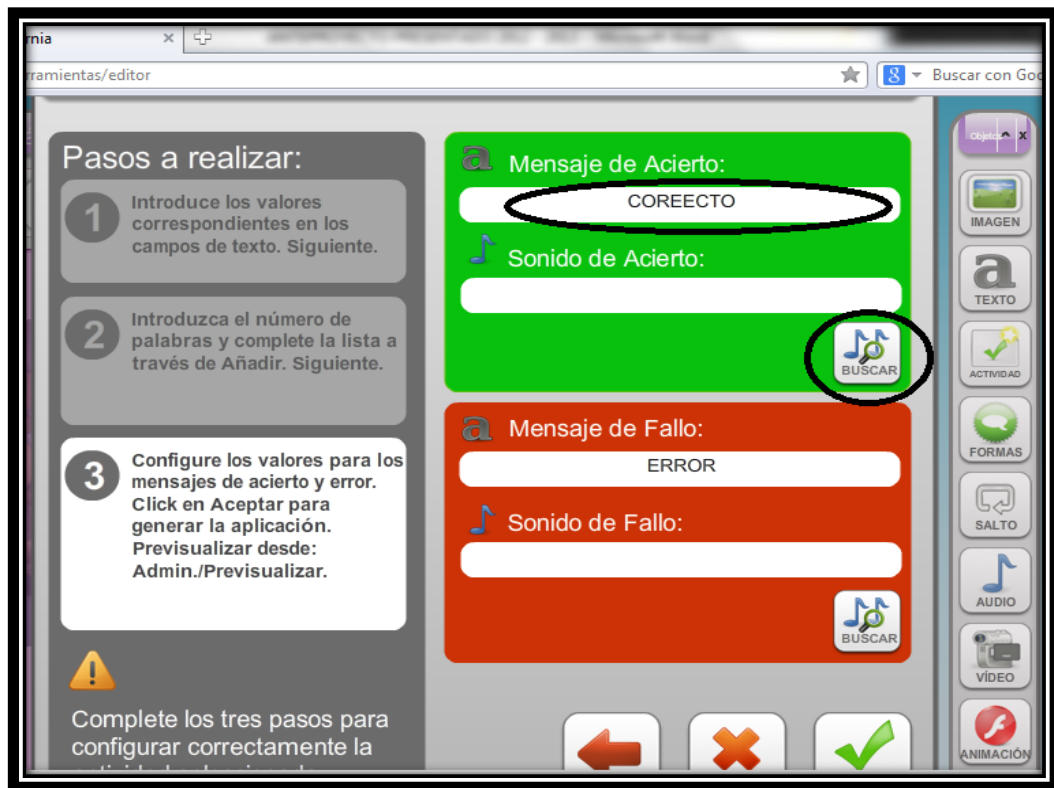 rnia
rramientas/editor
Buscar con Goo
Pasos a realizar:
1
Introduce los valores
correspondientes en los
campos de texto. Siguiente.
2
Introduzca el número de
palabras y complete la lista a
través de Añadir. Siguiente.
3
Configure los valores para los
mensajes de acierto y error.
Click en Aceptar para
generar la aplicación.
Previsualizar desde:
Admin./Previsualizar.
Complete los tres pasos para
configurar correctamente la
a Mensaje de Acierto:
COREECTO
Sonido de Acierto:
BUSCAR
a Mensaje de Fallo:
ERROR
Sonido de Fallo:
BUSCAR
Objetos x
IMAGEN
a
TEXTO
ACTIVIDAD
FORMAS
SALTO
AUDIO
VÍDEO
ANIMACIÓN